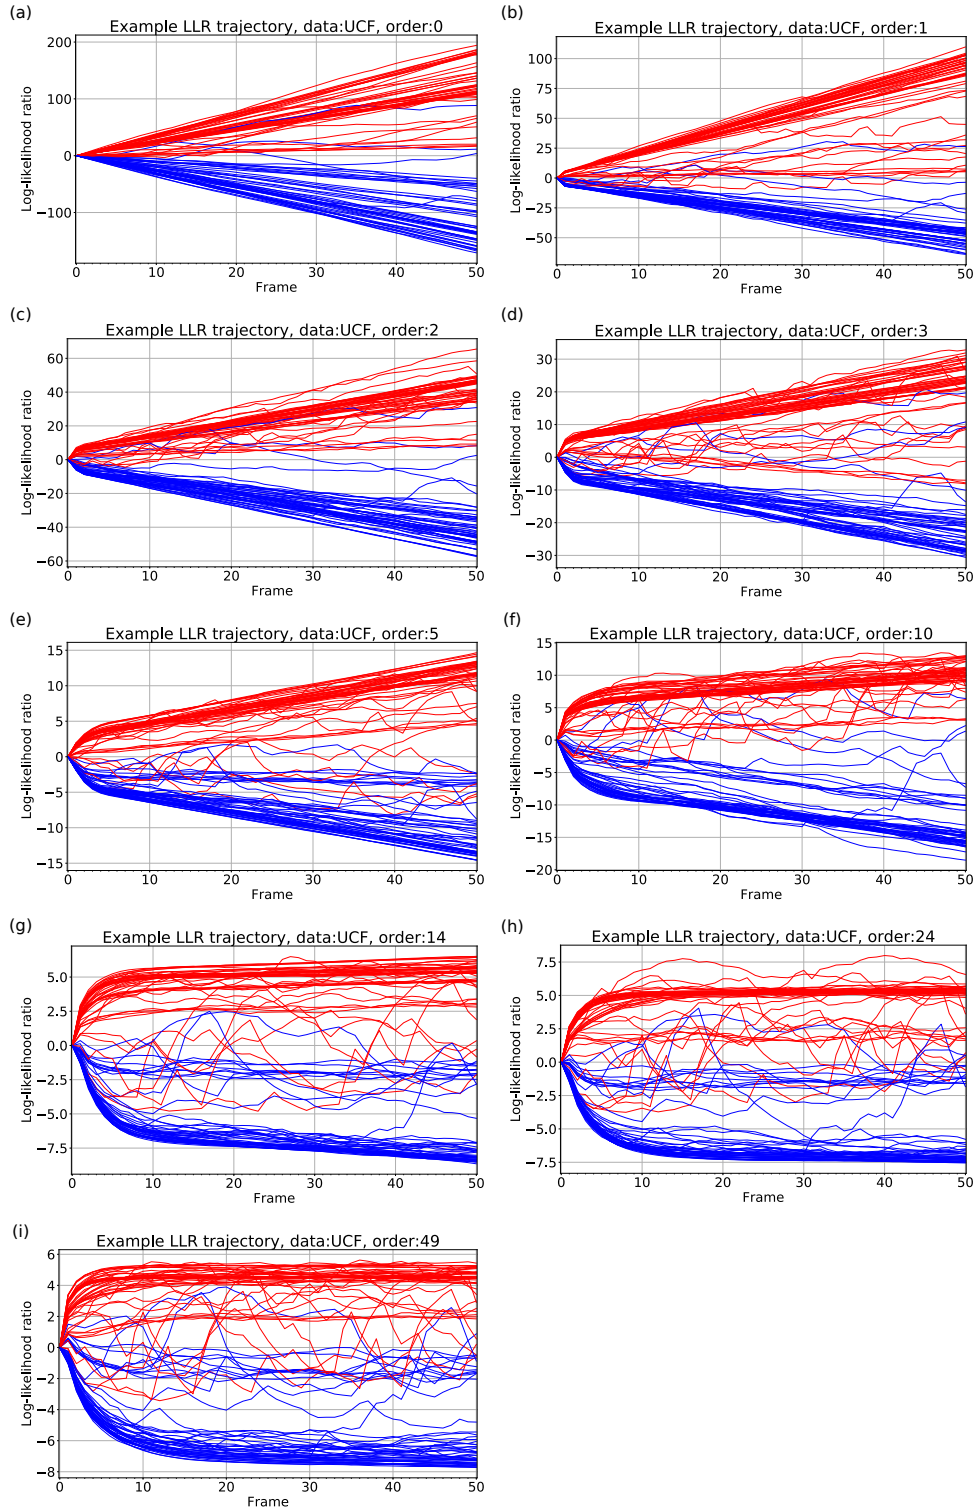 (a)
Example LLR trajectory, data:UCF, order:0
Log-likelihood ratio
200
100
0
−100
0 10 20 30 40 50
Frame
(b)
Example LLR trajectory, data:UCF, order:1
Log-likelihood ratio
100
75
50
25
0
−25
−50
0 10 20 30 40 50
Frame
(c)
Example LLR trajectory, data:UCF, order:2
Log-likelihood ratio
60
40
20
0
−20
−40
−60
0 10 20 30 40 50
Frame
(d)
Example LLR trajectory, data:UCF, order:3
Log-likelihood ratio
30
20
10
0
−10
−20
−30
0 10 20 30 40 50
Frame
(e)
Example LLR trajectory, data:UCF, order:5
Log-likelihood ratio
15
10
5
0
−5
−10
−15
0 10 20 30 40 50
Frame
(f)
Example LLR trajectory, data:UCF, order:10
Log-likelihood ratio
15
10
5
0
−5
−10
−15
−20
0 10 20 30 40 50
Frame
(g)
Example LLR trajectory, data:UCF, order:14
Log-likelihood ratio
5.0
2.5
0.0
−2.5
−5.0
−7.5
0 10 20 30 40 50
Frame
(h)
Example LLR trajectory, data:UCF, order:24
Log-likelihood ratio
7.5
5.0
2.5
0.0
−2.5
−5.0
−7.5
0 10 20 30 40 50
Frame
(i)
Example LLR trajectory, data:UCF, order:49
Log-likelihood ratio
6
4
2
0
−2
−4
−6
−8
0 10 20 30 40 50
Frame